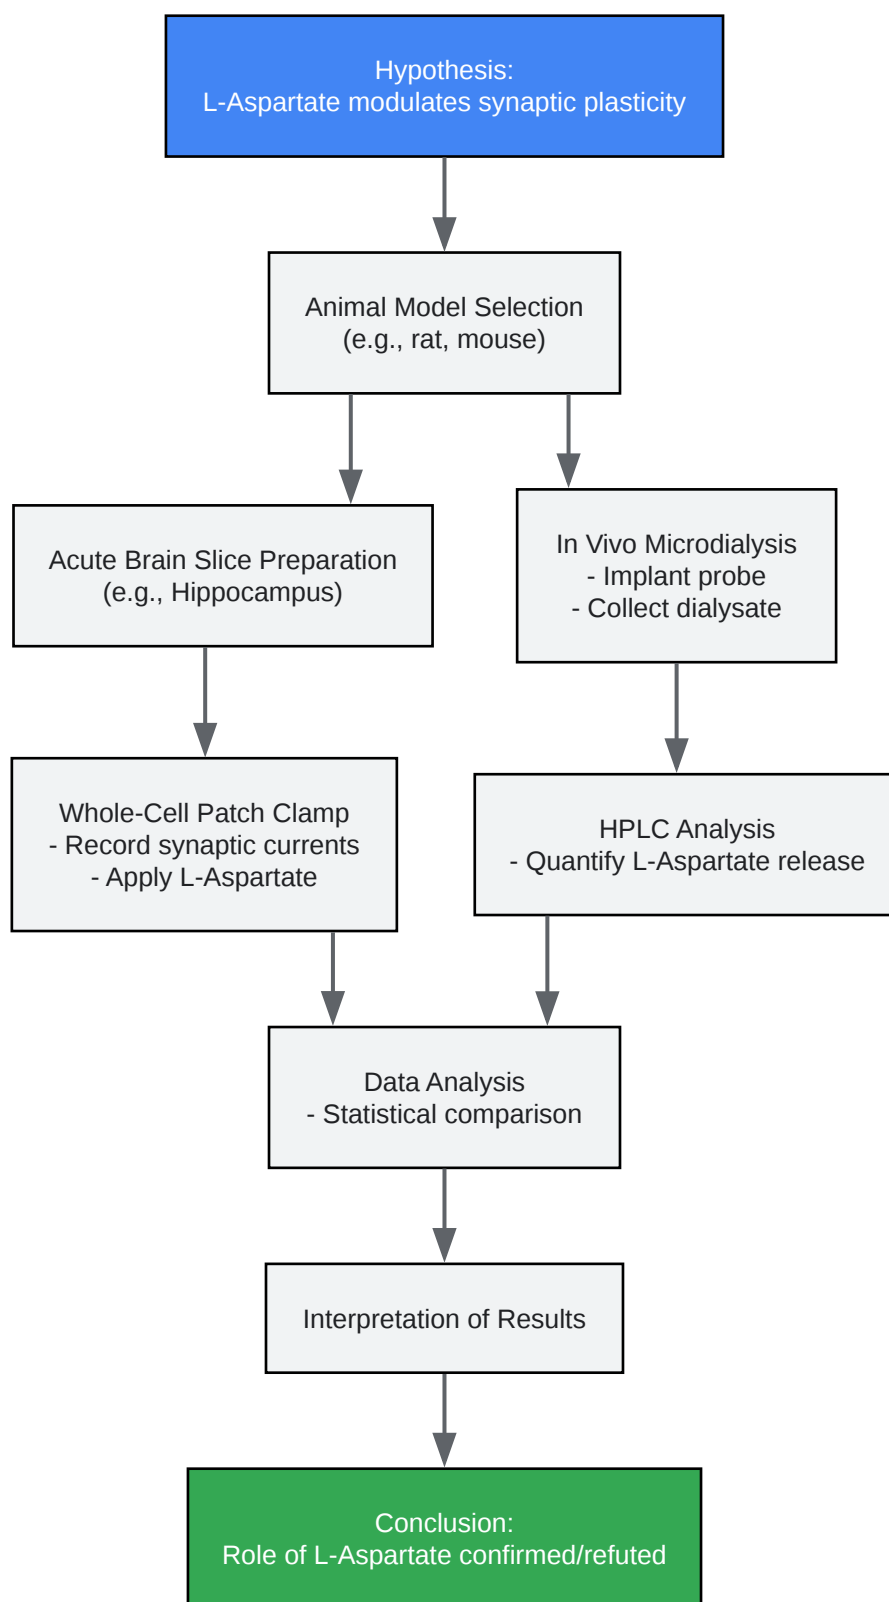 Hypothesis:
L-Aspartate modulates synaptic plasticity
Animal Model Selection
(e.g., rat, mouse)
Acute Brain Slice Preparation
(e.g., Hippocampus)
In Vivo Microdialysis
- Implant probe
- Collect dialysate
Whole-Cell Patch Clamp
- Record synaptic currents
- Apply L-Aspartate
HPLC Analysis
- Quantify L-Aspartate release
Data Analysis
- Statistical comparison
Interpretation of Results
Conclusion:
Role of L-Aspartate confirmed/refuted